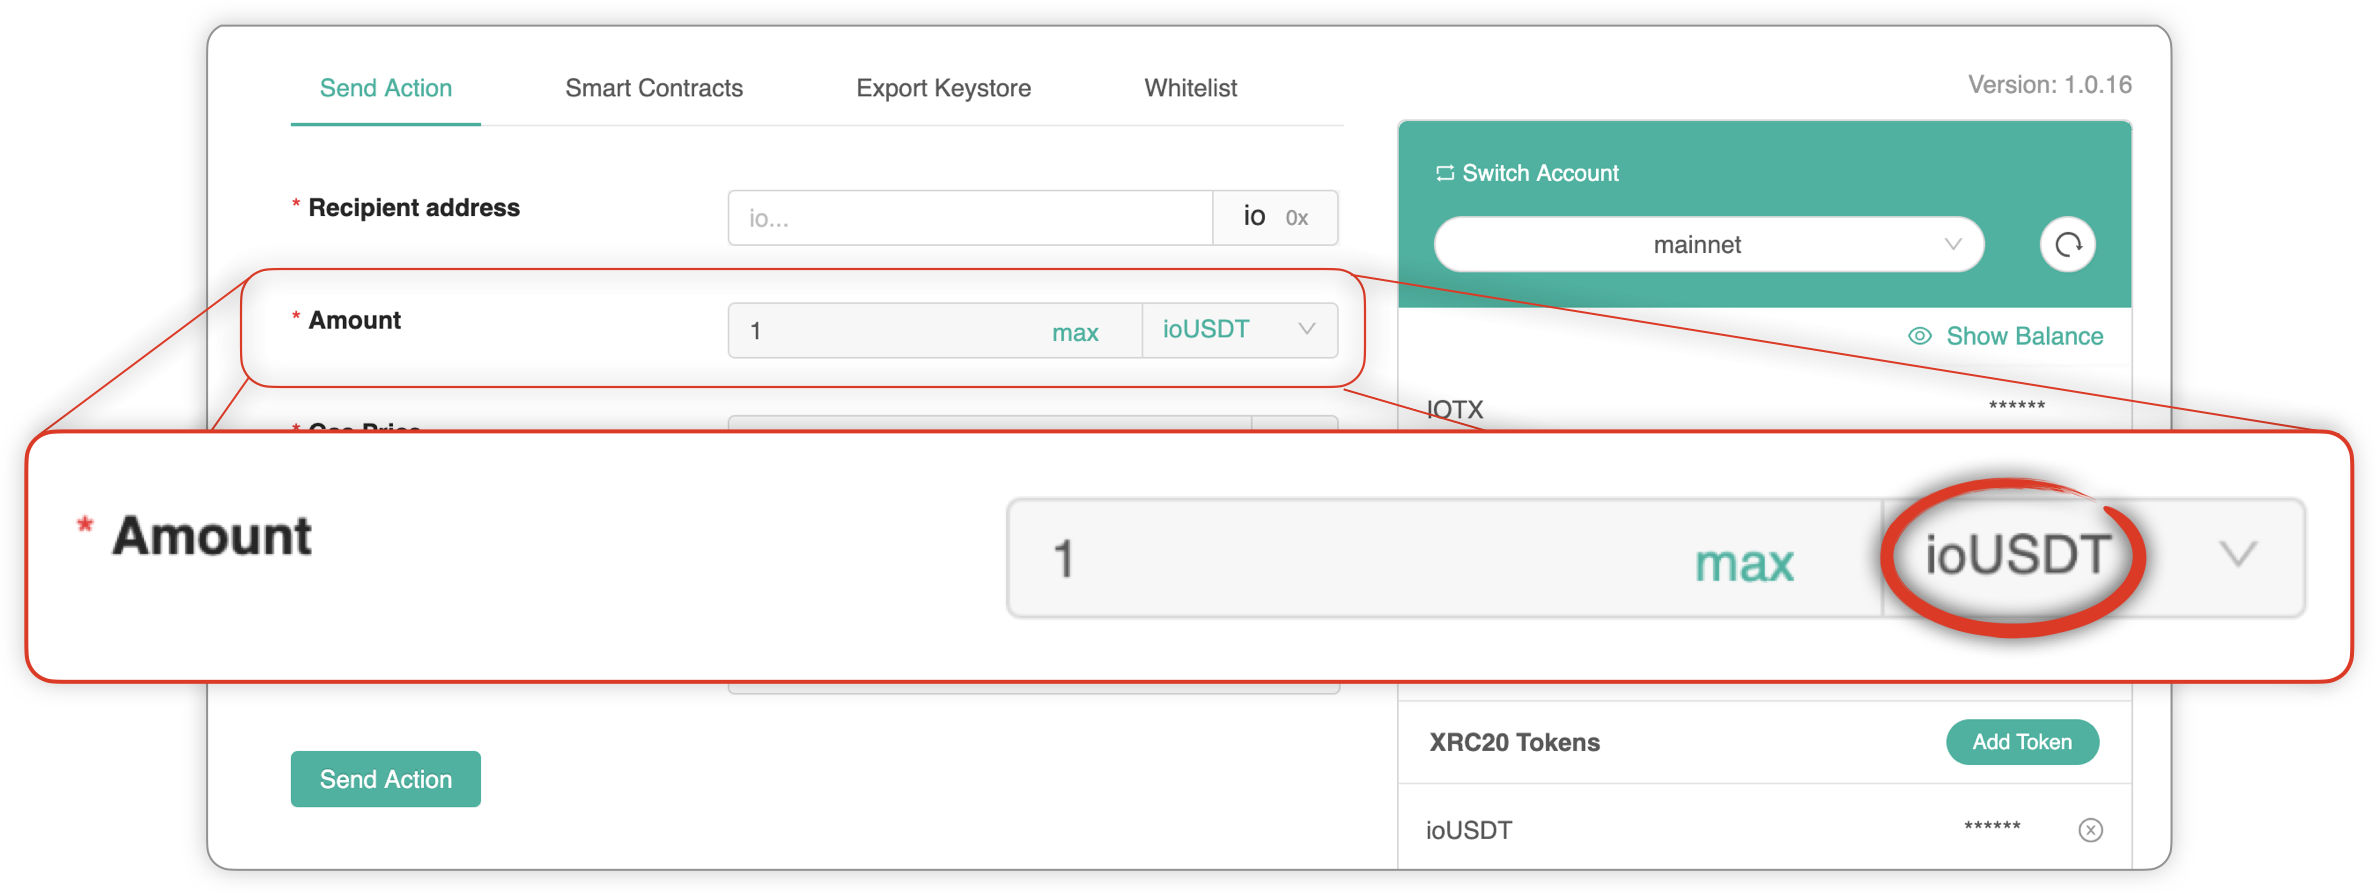 Send Action Smart Contracts Export Keystore Whitelist
Version: 1.0.16
* Recipient address
io...
io 0x
* Amount
1
max
ioUSDT
* Gas Price
Switch Account
mainnet
Show Balance
IOTX ******
* Amount
1
max
ioUSDT
Send Action
XRC20 Tokens
Add Token
ioUSDT ******